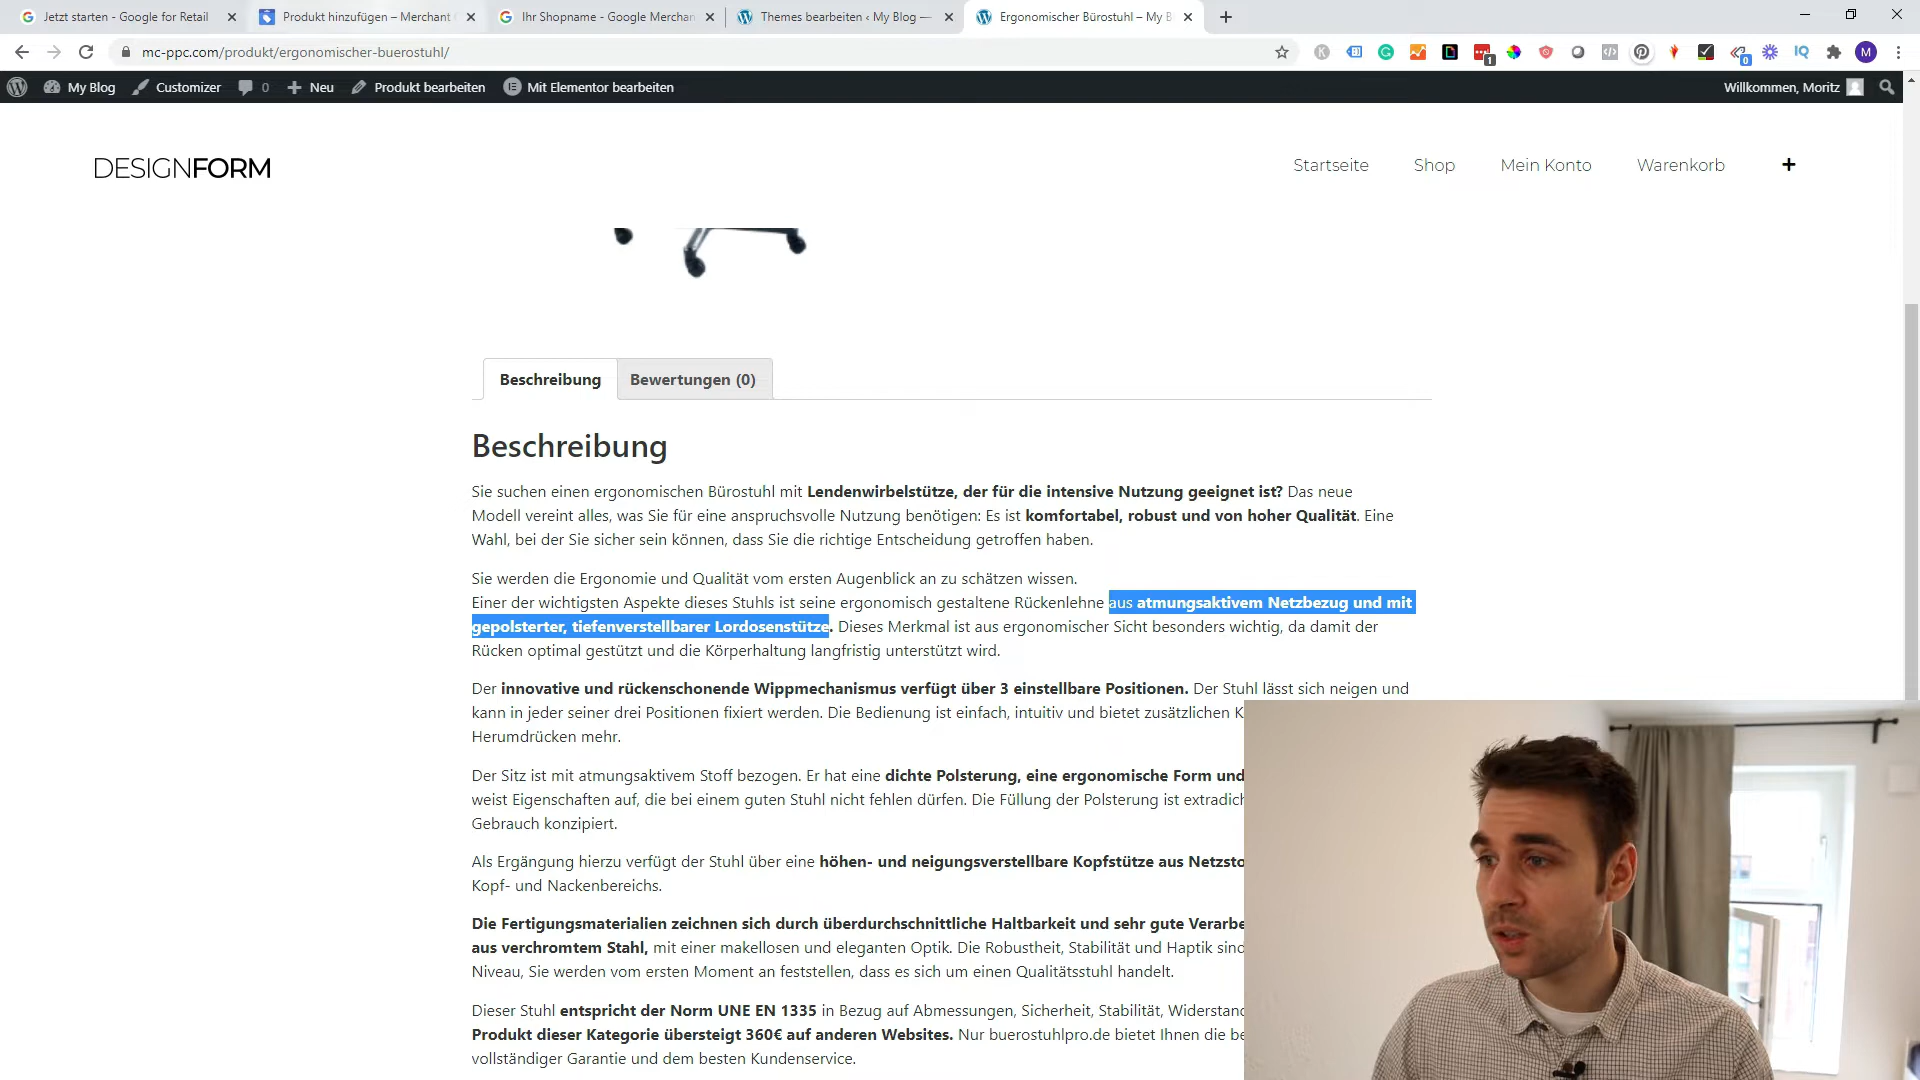 Jetzt starten - Google for Retail
Produkt hinzufügen – Merchant
Ihr Shopname - Google Merchan
Themes bearbeiten ‹ My Blog —
Ergonomischer Bürostuhl – My B
mc-ppc.com/produkt/ergonomischer-buerostuhl/
1
0
M
My Blog
Customizer
0
Neu
Produkt bearbeiten
Mit Elementor bearbeiten
Willkommen, Moritz
DESIGNFORM
Startseite
Shop
Mein Konto
Warenkorb
Beschreibung
Bewertungen (0)
Beschreibung
Sie suchen einen ergonomischen Bürostuhl mit Lendenwirbelstütze, der für die intensive Nutzung geeignet ist? Das neue
Modell vereint alles, was Sie für eine anspruchsvolle Nutzung benötigen: Es ist komfortabel, robust und von hoher Qualität. Eine
Wahl, bei der Sie sicher sein können, dass Sie die richtige Entscheidung getroffen haben.
Sie werden die Ergonomie und Qualität vom ersten Augenblick an zu schätzen wissen.
Einer der wichtigsten Aspekte dieses Stuhls ist seine ergonomisch gestaltene Rückenlehne aus atmungsaktivem Netzbezug und mit
gepolsterter, tiefenverstellbarer Lordosenstütze. Dieses Merkmal ist aus ergonomischer Sicht besonders wichtig, da damit der
Rücken optimal gestützt und die Körperhaltung langfristig unterstützt wird.
Der innovative und rückenschonende Wippmechanismus verfügt über 3 einstellbare Positionen. Der Stuhl lässt sich neigen und
kann in jeder seiner drei Positionen fixiert werden. Die Bedienung ist einfach, intuitiv und bietet zusätzlichen K
Herumdrücken mehr.
Der Sitz ist mit atmungsaktivem Stoff bezogen. Er hat eine dichte Polsterung, eine ergonomische Form und
weist Eigenschaften auf, die bei einem guten Stuhl nicht fehlen dürfen. Die Füllung der Polsterung ist extradich
Gebrauch konzipiert.
Als Ergängung hierzu verfügt der Stuhl über eine höhen- und neigungsverstellbare Kopfstütze aus Netzsto
Kopf- und Nackenbereichs.
Die Fertigungsmaterialien zeichnen sich durch überdurchschnittliche Haltbarkeit und sehr gute Verarbe
aus verchromtem Stahl, mit einer makellosen und eleganten Optik. Die Robustheit, Stabilität und Haptik sind
Niveau, Sie werden vom ersten Moment an feststellen, dass es sich um einen Qualitätsstuhl handelt.
Dieser Stuhl entspricht der Norm UNE EN 1335 in Bezug auf Abmessungen, Sicherheit, Stabilität, Widerstand
Produkt dieser Kategorie übersteigt 360€ auf anderen Websites. Nur buerostuhlpro.de bietet Ihnen die be
vollständiger Garantie und dem besten Kundenservice.